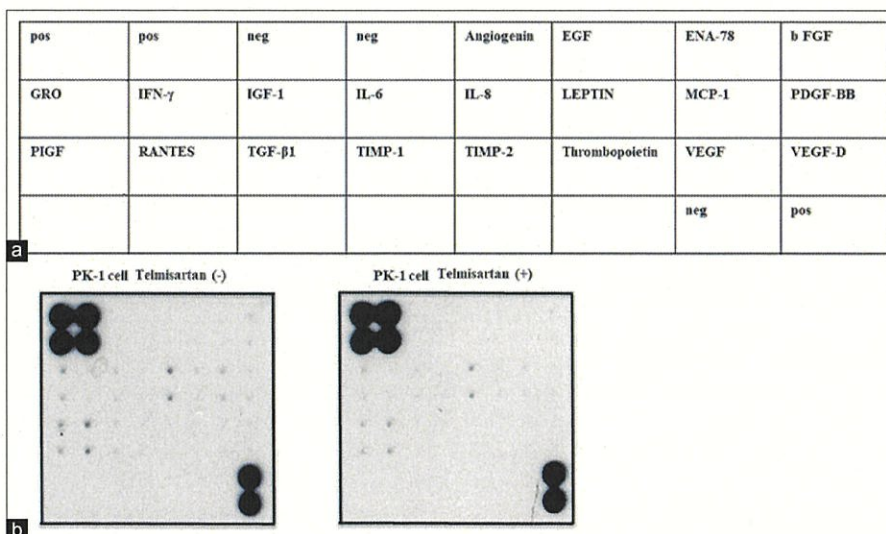 pos pos neg neg Angiogenin EGF ENA-78 b FGF
GRO IFN-γ IGF-1 IL-6 IL-8 LEPTIN MCP-1 PDGF-BB
PIGF RANTES TGF-β1 TIMP-1 TIMP-2 Thrombopoietin VEGF VEGF-D
neg pos
a
PK-1 cell Telmisartan (-) PK-1 cell Telmisartan (+)
b